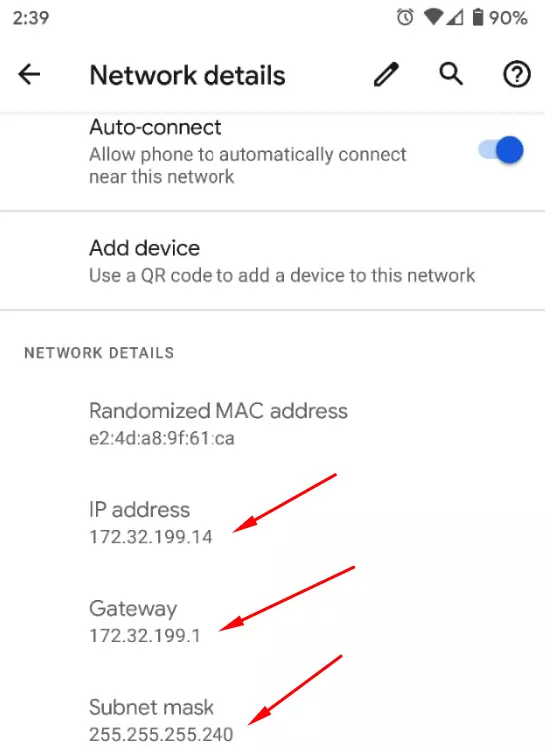 2:39 90%
Network details
Auto-connect
Allow phone to automatically connect
near this network
Add device
Use a QR code to add a device to this network
NETWORK DETAILS
Randomized MAC address
e2:4d:a8:9f:61:ca
IP address
172.32.199.14
Gateway
172.32.199.1
Subnet mask
255.255.255.240